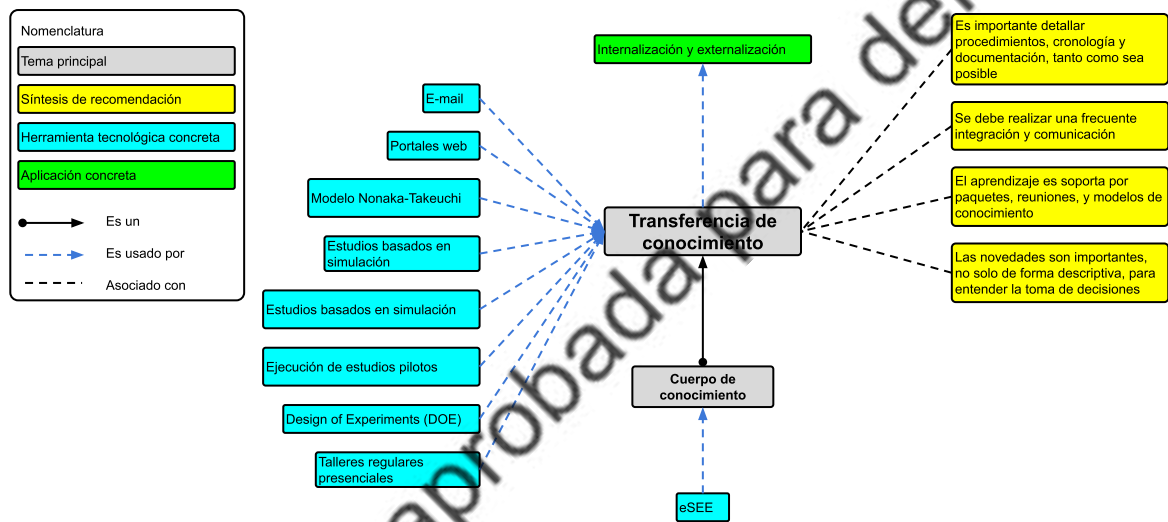 Nomenclatura
Tema principal
Síntesis de recomendación
Herramienta tecnológica concreta
Aplicación concreta
Es un
Es usado por
Asociado con
Internalización y externalización
E-mail
Portales web
Modelo Nonaka-Takeuchi
Estudios basados en
simulación
Estudios basados en simulación
Ejecución de estudios pilotos
Design of Experiments (DOE)
Talleres regulares
presenciales
Transferencia de
conocimiento
Cuerpo de
conocimiento
eSEE
Es importante detallar
procedimientos, cronología y
documentación, tanto como sea
posible
Se debe realizar una frecuente
integración y comunicación
El aprendizaje es soporta por
paquetes, reuniones, y modelos de
conocimiento
Las novedades son importantes,
no solo de forma descriptiva, para
entender la toma de decisiones
aprobada para